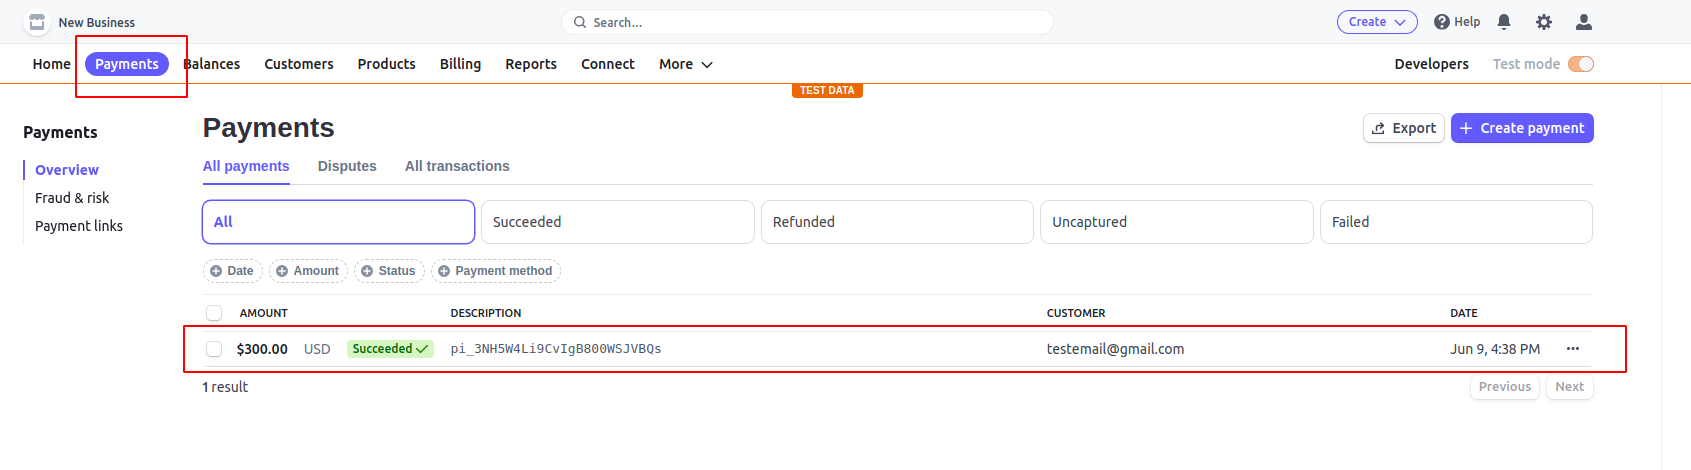 New Business
Search...
Create
Help
Home Payments Balances Customers Products Billing Reports Connect More
Developers Test mode
TEST DATA
Payments
Overview
Fraud & risk
Payment links
Payments
Export
Create payment
All payments Disputes All transactions
All Succeeded Refunded Uncaptured Failed
Date Amount Status Payment method
AMOUNT DESCRIPTION CUSTOMER DATE
$300.00 USD Succeeded pi_3NH5W4Li9CvIgB800WSJVBQs testemail@gmail.com Jun 9, 4:38 PM
1 result
Previous Next